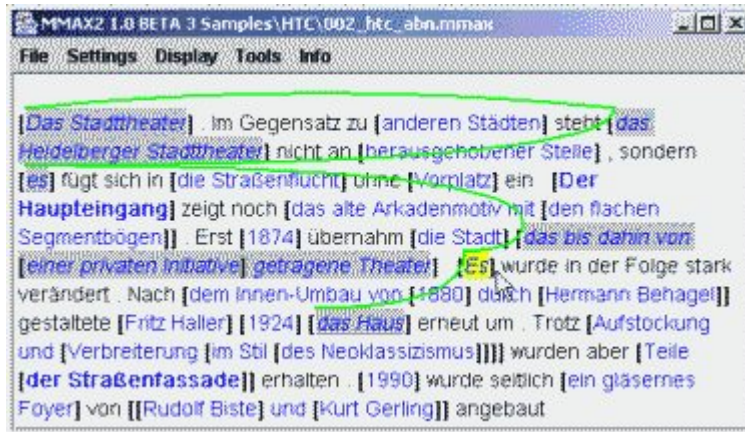 MMAX2 1.0 BETA 3 Samples\HTC\002_htc_abn.mmax
File Settings Display Tools Info
[Das Stadttheater] . Im Gegensatz zu [anderen Städten] steht [das
Heidelberger Stadttheater] nicht an [herausgehobener Stelle] , sondern
[es] fügt sich in [die Straßenflucht] ohne [Vorplatz] ein [Der
Haupteingang] zeigt noch [das alte Arkadenmotiv mit [den flachen
Segmentbögen]] . Erst [1874] übernahm [die Stadt] [das bis dahin von
[einer privaten Initiative] getragene Theater] [Es] wurde in der Folge stark
verändert . Nach [dem Innen-Umbau von [1880] durch [Hermann Behagel]]
gestaltete [Fritz Haller] [1924] [das Haus] erneut um . Trotz [Aufstockung
und [Verbreiterung [im Stil [des Neoklassizismus]]]] wurden aber [Teile
[der Straßenfassade]] erhalten . [1990] wurde seitlich [ein gläsernes
Foyer] von [[Rudolf Biste] und [Kurt Gerling]] angebaut